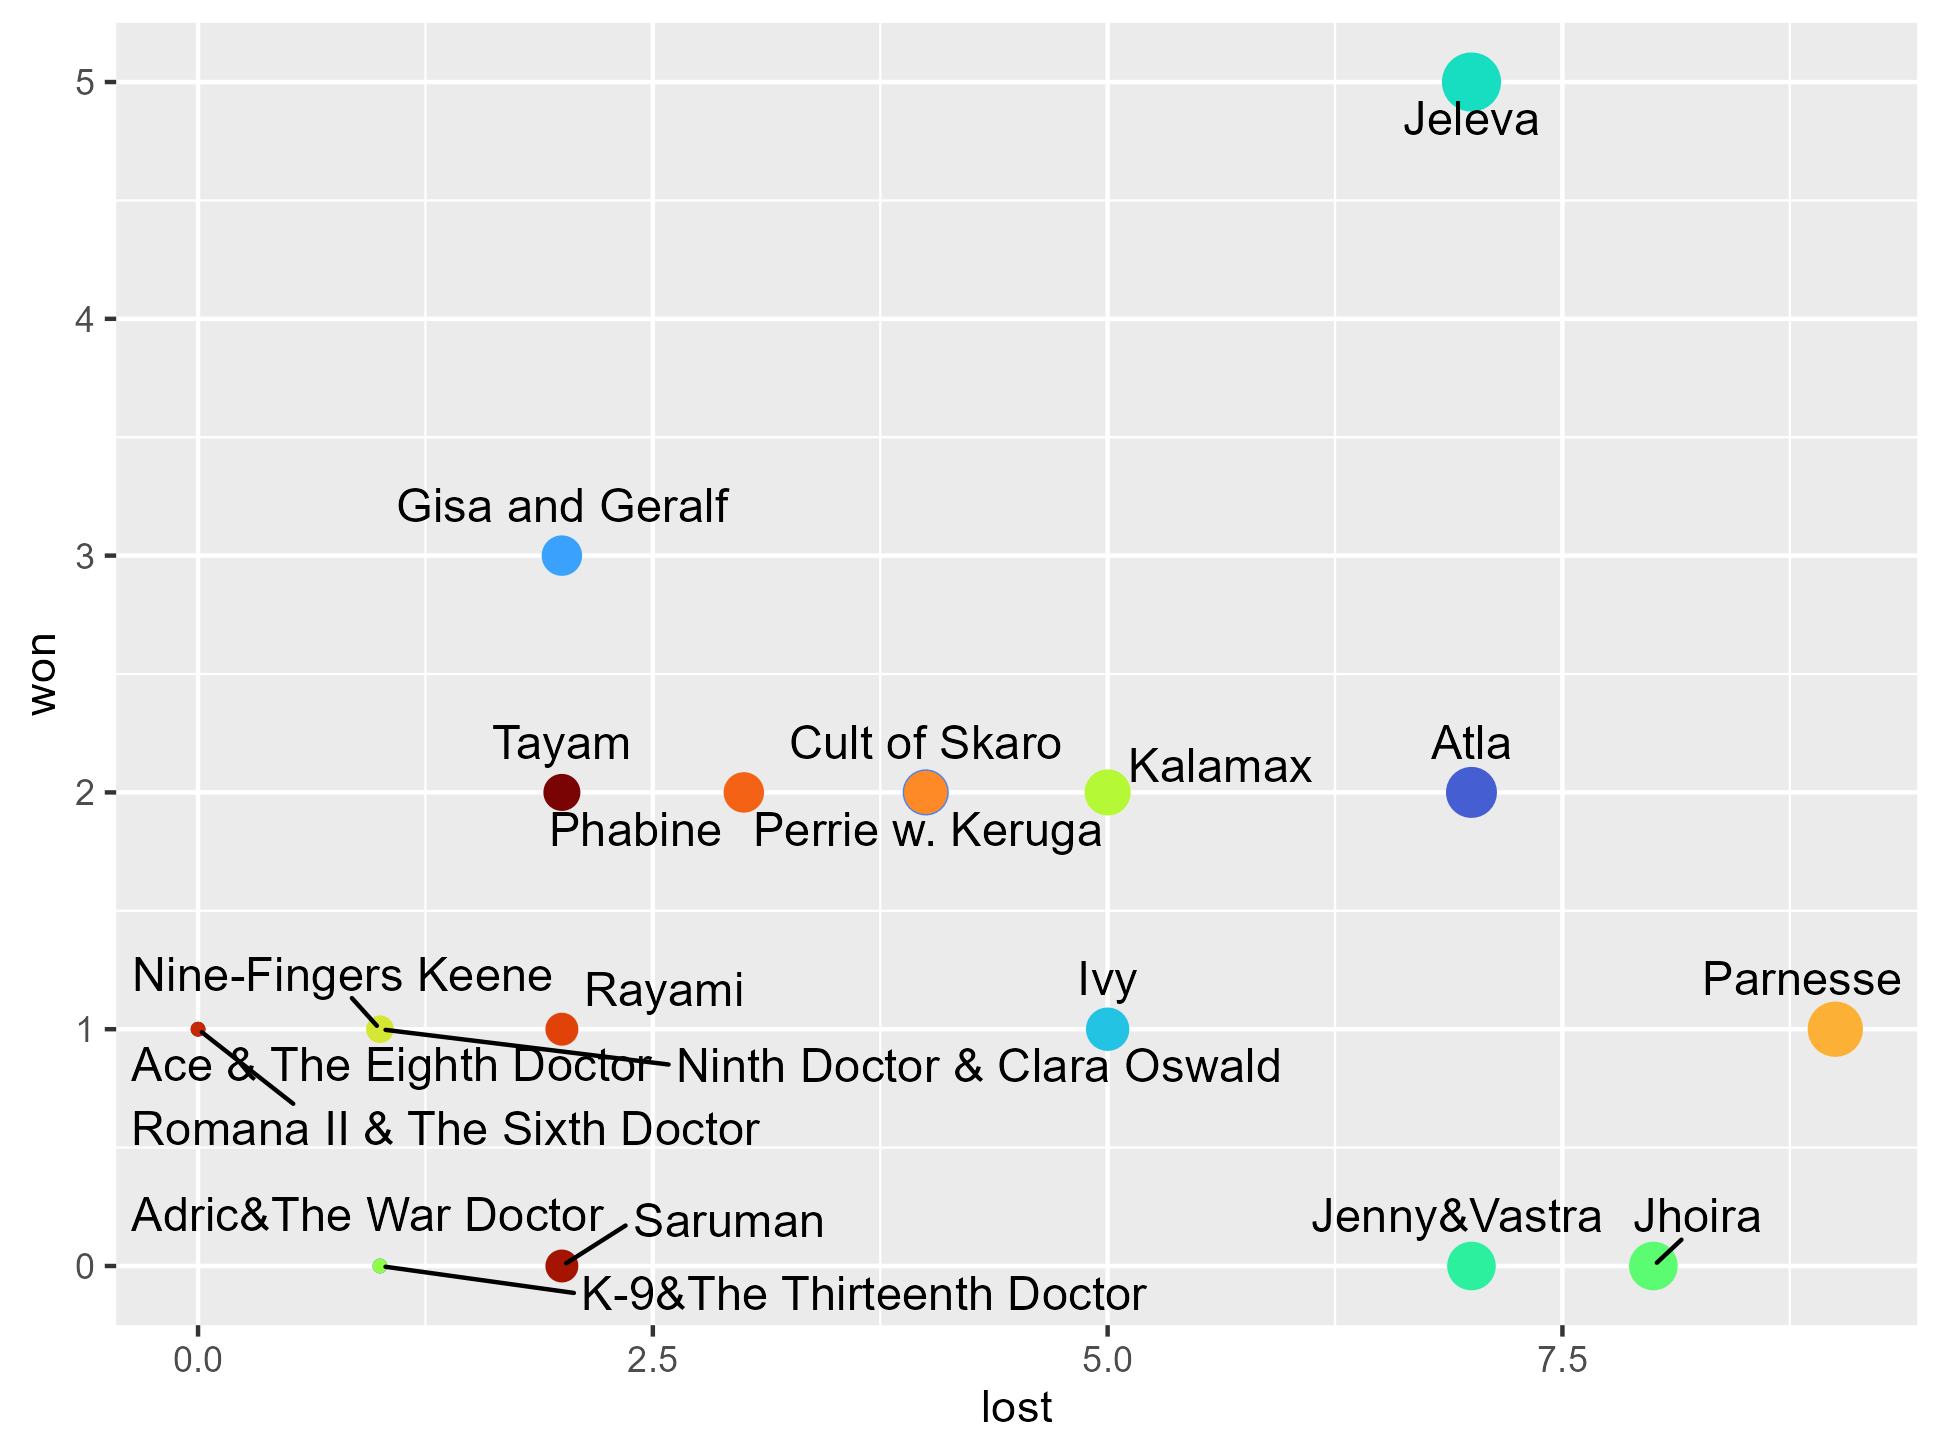 5
Jeleva
4
Gisa and Geralf
3
won
Tayam
Cult of Skaro
Kalamax
Atla
2
Phabine
Perrie w. Keruga
Nine-Fingers Keene
Rayami
Ivy
Parnesse
1
Ace & The Eighth Doctor
Ninth Doctor & Clara Oswald
Romana II & The Sixth Doctor
Adric&The War Doctor
Saruman
Jenny&Vastra
Jhoira
0
K-9&The Thirteenth Doctor
0.0
2.5
5.0
7.5
lost